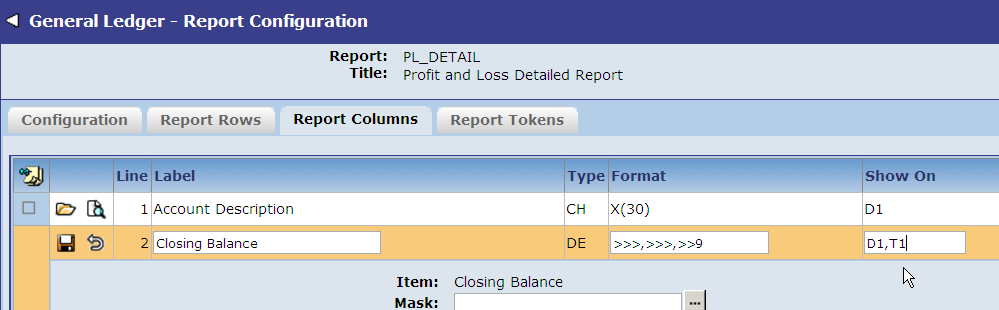 General Ledger - Report Configuration
Report: PL_DETAIL
Title: Profit and Loss Detailed Report
Configuration Report Rows Report Columns Report Tokens
Line Label Type Format Show On
1 Account Description CH X(30) D1
2 Closing Balance DE >>>,>>>,>>9 D1,T1
Item: Closing Balance
Mask: ...